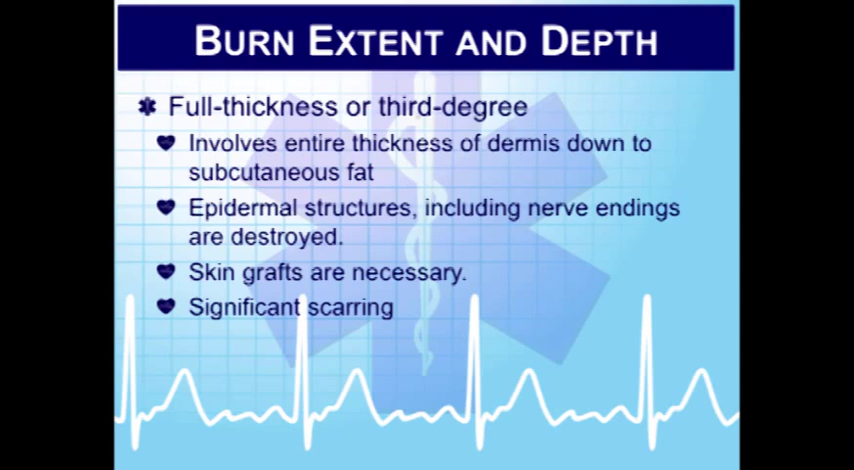 BURN EXTENT AND DEPTH
Full-thickness or third-degree
Involves entire thickness of dermis down to
subcutaneous fat
Epidermal structures, including nerve endings
are destroyed.
Skin grafts are necessary.
Significant scarring